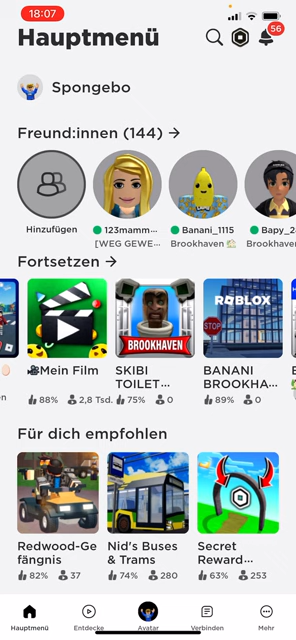 18:07
Hauptmenü
56
Spongebo
Freund:innen (144) →
Hinzufügen
123mamm...
[WEG GEWE...
Banani_1115
Brookhaven
Bapy_2
Brookhaven
Fortsetzen →
BROOKHAVEN
ROBLOX
STOP
Mein Film
SKIBI
TOILET...
BANANI
BROOKHA...
88% 2,8 Tsd.
75% 0
89% 0
Für dich empfohlen
Redwood-Ge
fängnis
Nid's Buses
& Trams
Secret
Reward...
82% 37
74% 280
63% 253
Hauptmenü
Entdecke
Avatar
Verbinden
Mehr